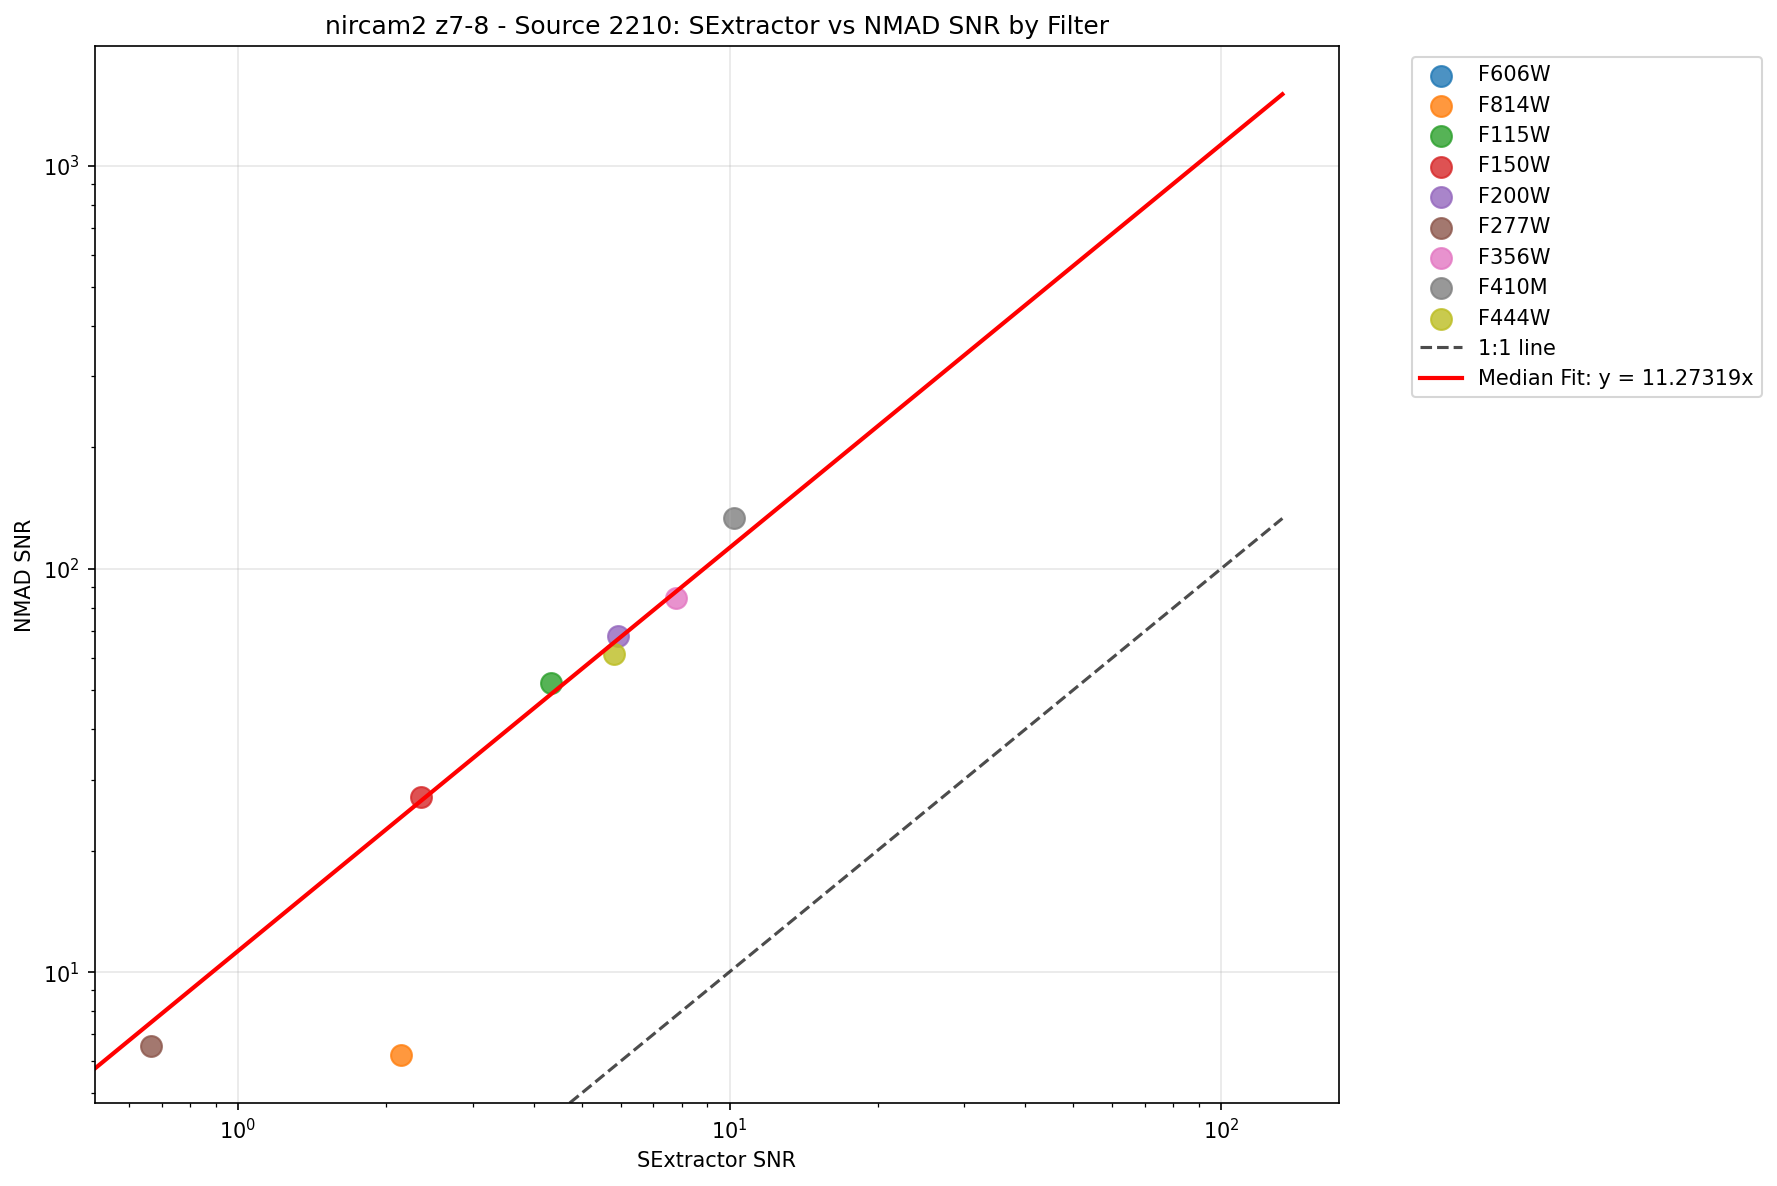 nircam2 z7-8 - Source 2210: SExtractor vs NMAD SNR by Filter
NMAD SNR
10³
10²
10¹
10⁰
10¹
10²
SExtractor SNR
F606W
F814W
F115W
F150W
F200W
F277W
F356W
F410M
F444W
1:1 line
Median Fit: y = 11.27319x